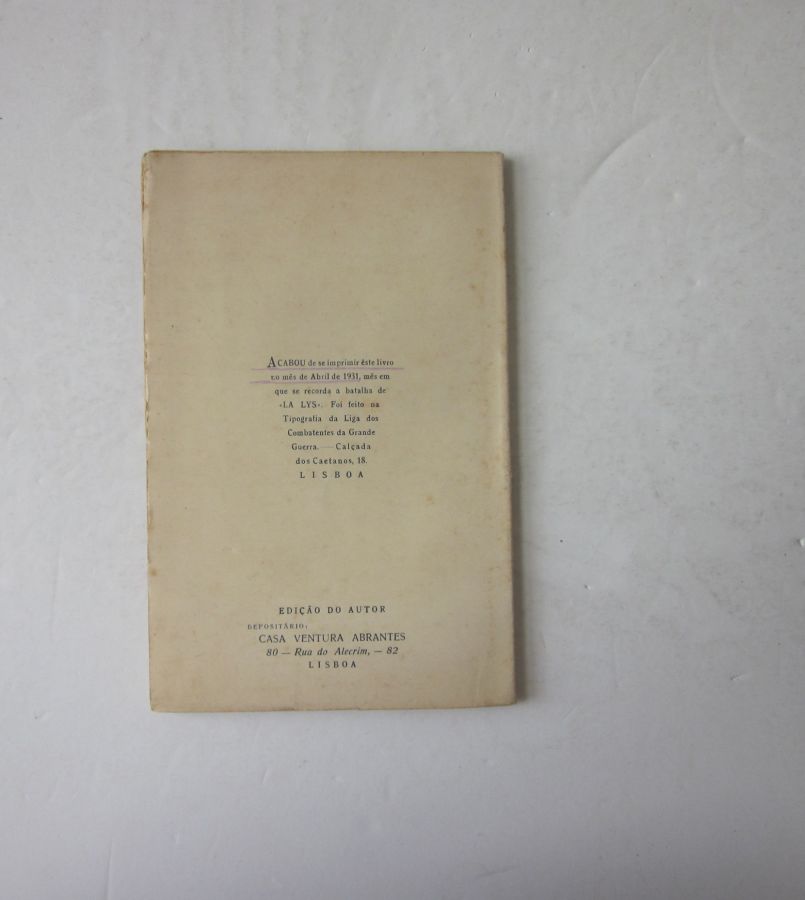 ACABOU de se imprimir êste livro
no mês de Abril de 1931, mês em
que se recorda a batalha de
«LA LYS». Foi feito na
Tipografia da Liga dos
Combatentes da Grande
Guerra. — Calçada
dos Caetanos, 18.
LISBOA
EDIÇÃO DO AUTOR
DEPOSITÁRIO:
CASA VENTURA ABRANTES
80 — Rua do Alecrim, — 82
LISBOA